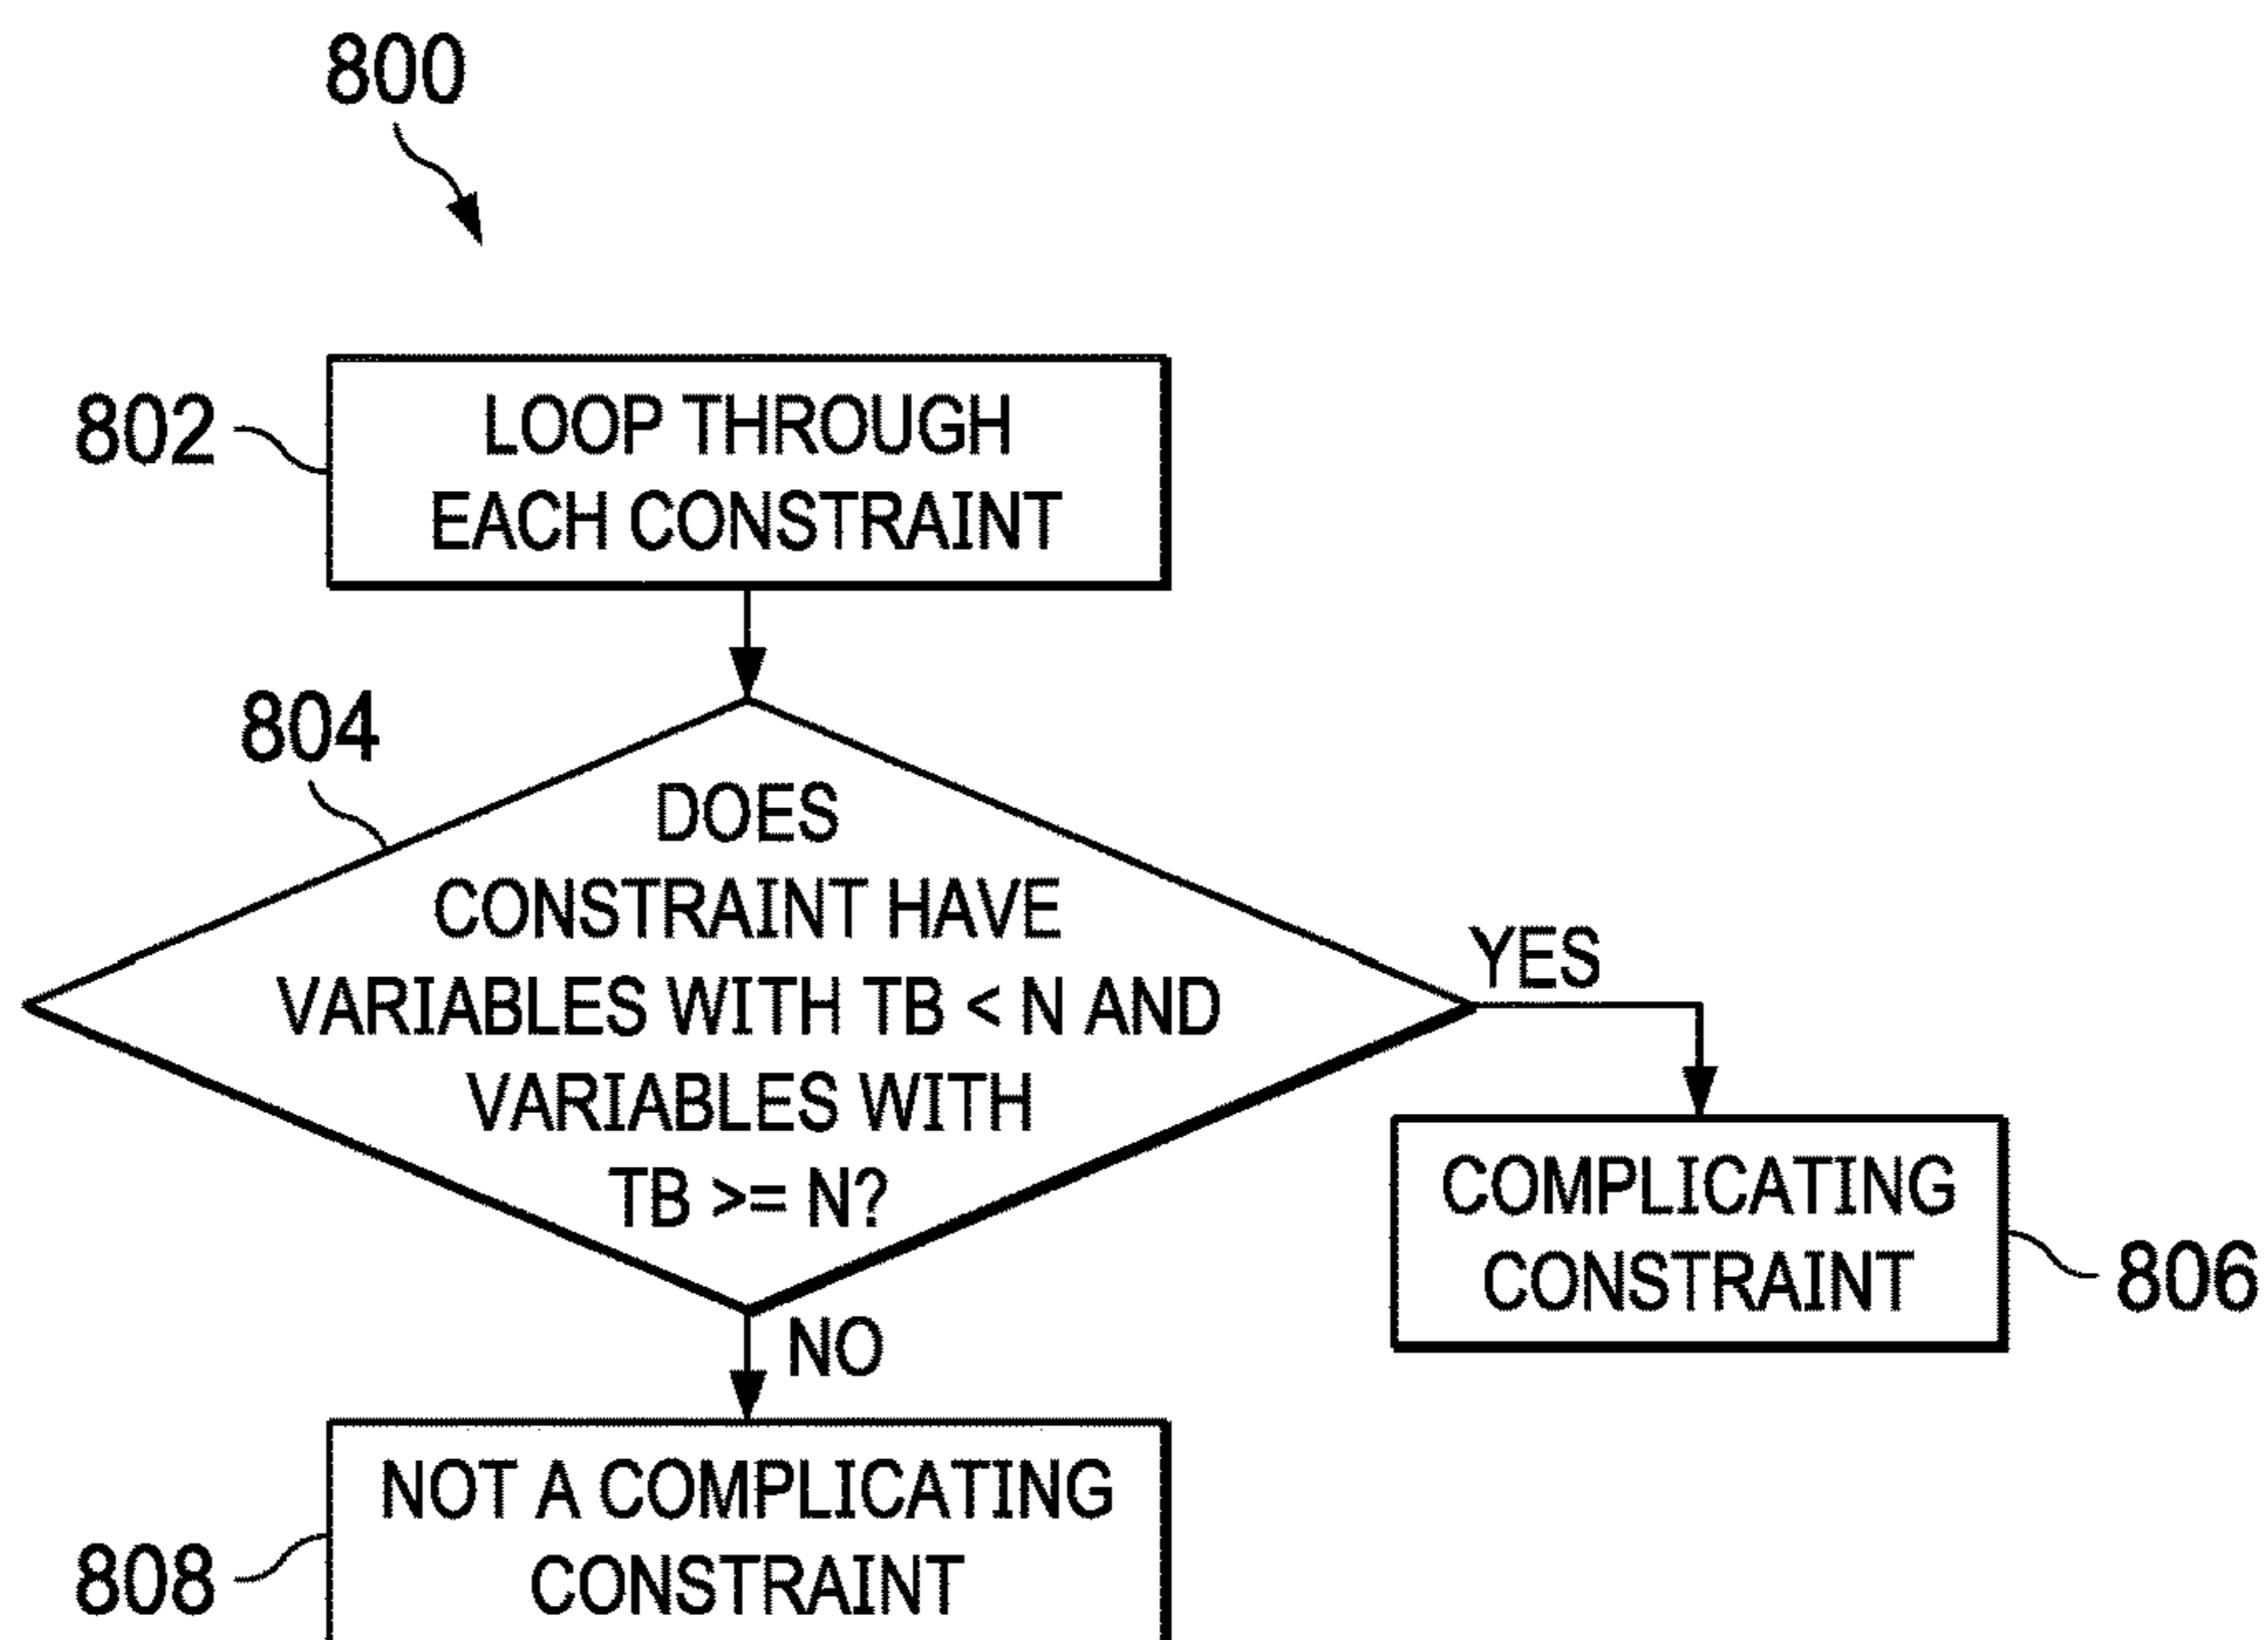 800
802
LOOP THROUGH
EACH CONSTRAINT
804
DOES
CONSTRAINT HAVE
VARIABLES WITH TB < N AND
VARIABLES WITH
TB >= N?
YES
COMPLICATING
CONSTRAINT
806
NO
808
NOT A COMPLICATING
CONSTRAINT